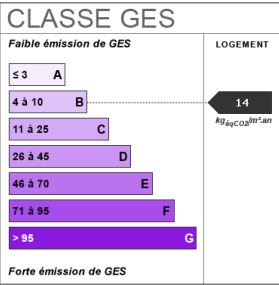 CLASSE GES
Faible émission de GES
LOGEMENT
≤ 3 A
4 à 10 B
14
kgéqCO2/m².an
11 à 25 C
26 à 45 D
46 à 70 E
71 à 95 F
> 95 G
Forte émission de GES